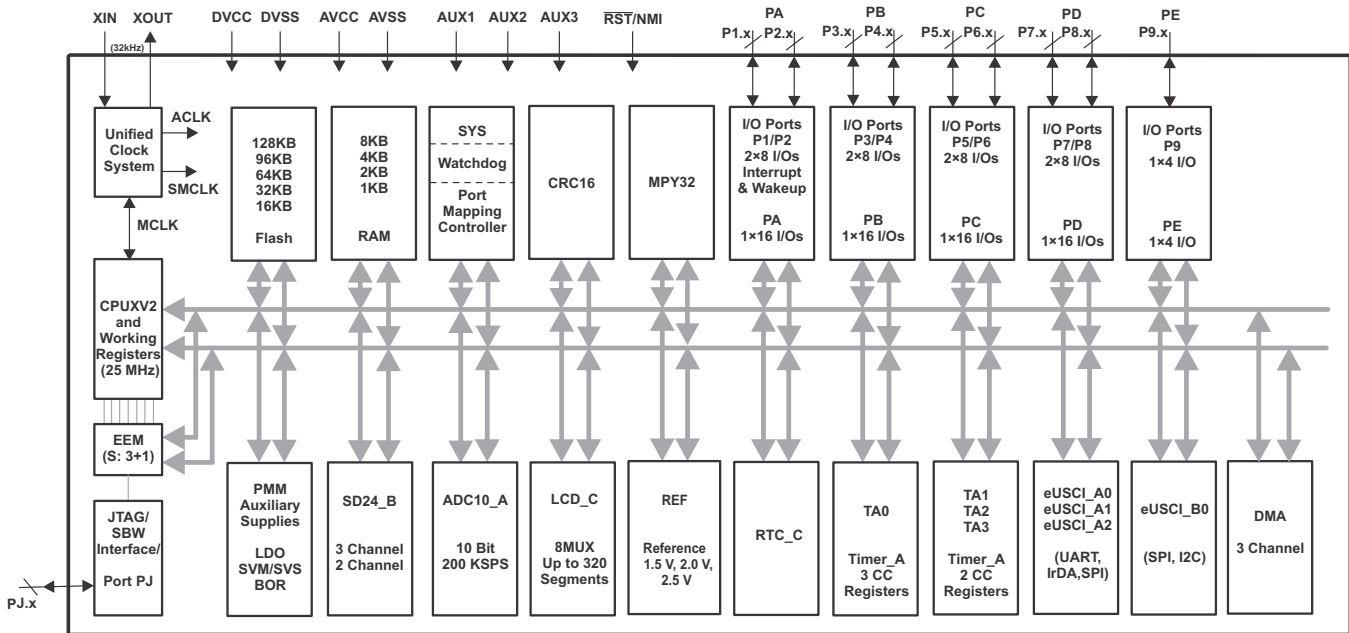 XIN
XOUT
(32kHz)
DVCC
DVSS
AVCC
AVSS
AUX1
AUX2
AUX3
RST/NMI
PA
P1.x
P2.x
PB
P3.x
P4.x
PC
P5.x
P6.x
PD
P7.x
P8.x
PE
P9.x
Unified
Clock
System
ACLK
SMCLK
MCLK
128KB
96KB
64KB
32KB
16KB
Flash
8KB
4KB
2KB
1KB
RAM
SYS
Watchdog
Port
Mapping
Controller
CRC16
MPY32
I/O Ports
P1/P2
2×8 I/Os
Interrupt
& Wakeup
PA
1×16 I/Os
I/O Ports
P3/P4
2×8 I/Os
PB
1×16 I/Os
I/O Ports
P5/P6
2×8 I/Os
PC
1×16 I/Os
I/O Ports
P7/P8
2×8 I/Os
PD
1×16 I/Os
I/O Ports
P9
1×4 I/O
PE
1×4 I/O
CPUXV2
and
Working
Registers
(25 MHz)
EEM
(S: 3+1)
JTAG/
SBW
Interface/
Port PJ
PJ.x
PMM
Auxiliary
Supplies
LDO
SVM/SVS
BOR
SD24_B
3 Channel
2 Channel
ADC10_A
10 Bit
200 KSPS
LCD_C
8MUX
Up to 320
Segments
REF
Reference
1.5 V, 2.0 V,
2.5 V
RTC_C
TA0
Timer_A
3 CC
Registers
TA1
TA2
TA3
Timer_A
2 CC
Registers
eUSCI_A0
eUSCI_A1
eUSCI_A2
(UART,
IrDA,SPI)
eUSCI_B0
(SPI, I2C)
DMA
3 Channel